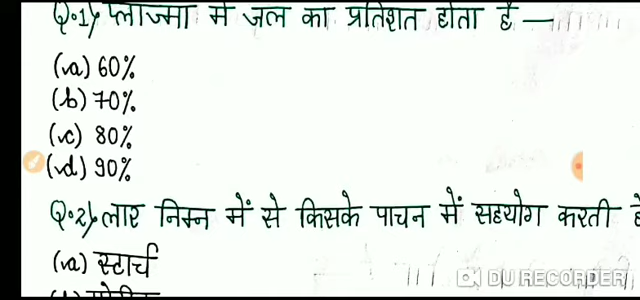 Q.1) प्लाज्मा में जल का प्रतिशत होता है —
(a) 60%
(b) 70%
(c) 80%
(d) 90%
Q.2) लार निम्न में से किसके पाचन में सहयोग करती है
(a) स्टार्च
DU RECORDER